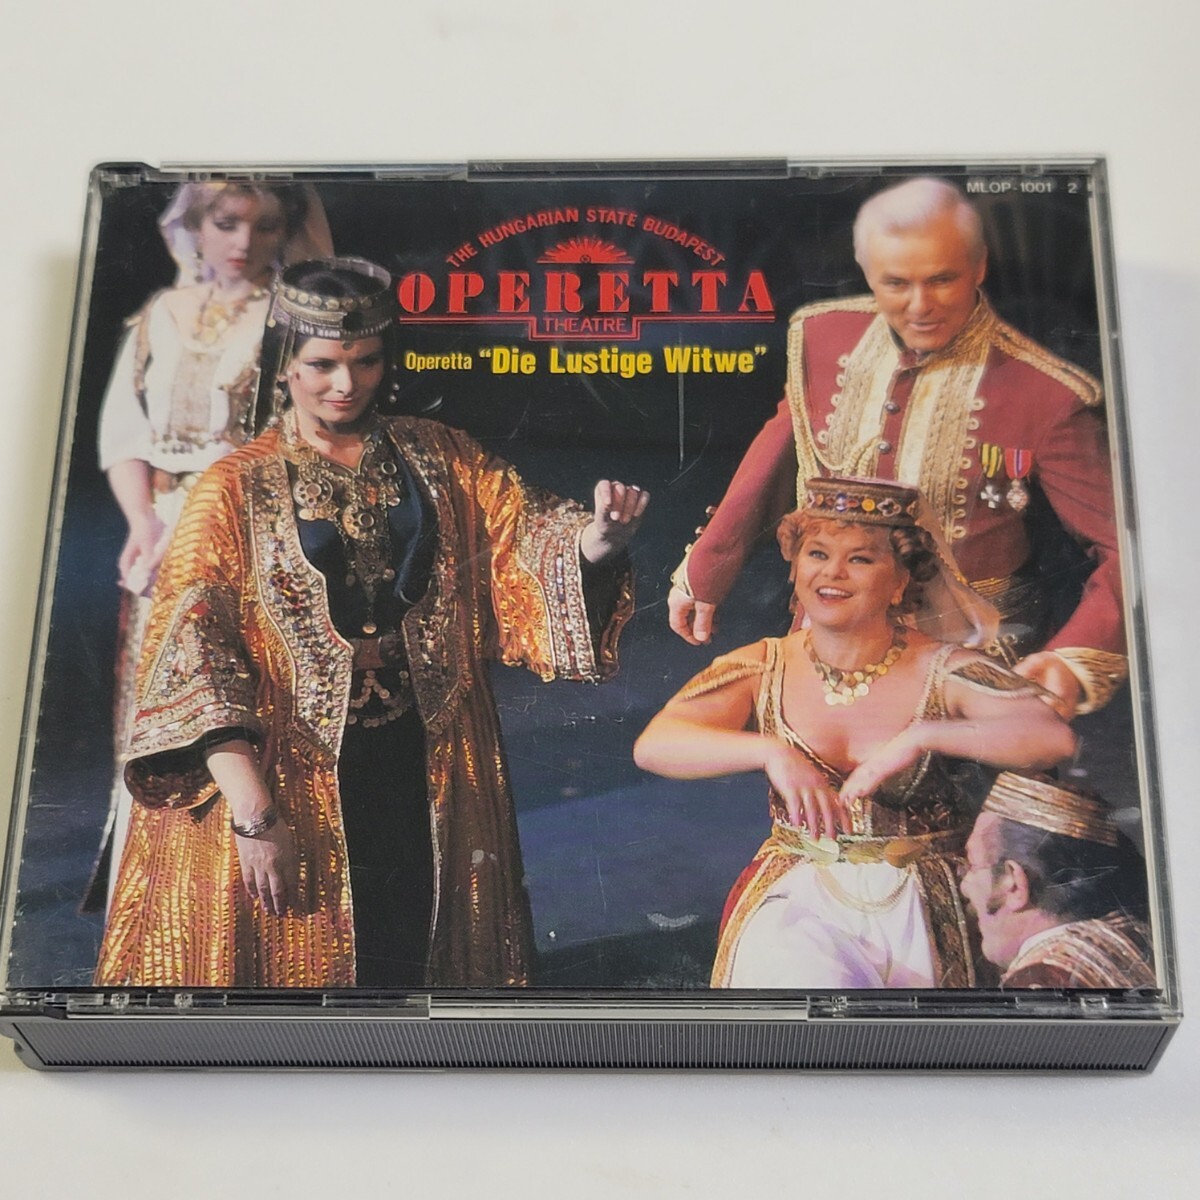 MLOP-1001 2
THE HUNGARIAN STATE BUDAPEST
OPERETTA
THEATRE
Operetta "Die Lustige Witwe"